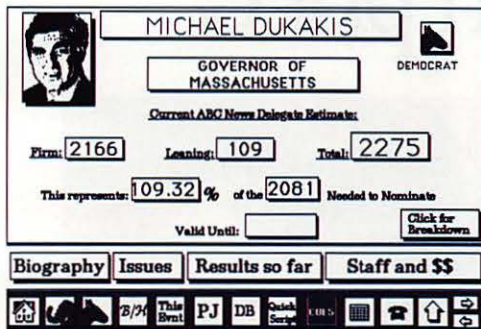 MICHAEL DUKAKIS
DEMOCRAT
GOVERNOR OF
MASSACHUSETTS
Current ABC News Delegate Estimate:
Firm: 2166 Leaning: 109 Total: 2275
This represents: 109.32 % of the 2081 Needed to Nominate
Valid Until:
Click for
Breakdown
Biography Issues Results so far Staff and $$
B/H This
Evnt PJ DB Quick
Script CUES